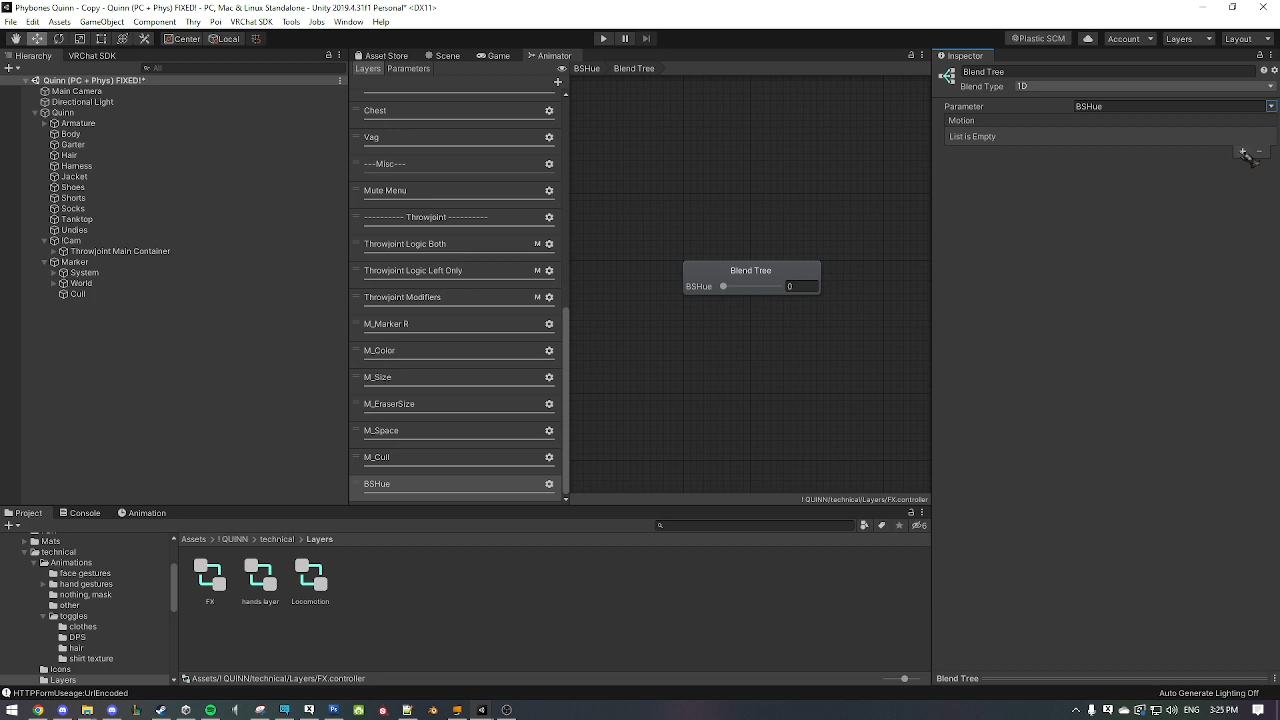 Phybones Quinn - Copy - Quinn (PC + Phys) FIXED! - PC, Mac & Linux Standalone - Unity 2019.4.31f1 Personal* <DX11>
File Edit Assets GameObject Component Thry Poi VRChat SDK Tools Jobs Window Help
Center Local Plastic SCM Account Layers Layout
Hierarchy VRChat SDK
All
Quinn (PC + Phys) FIXED!*
Main Camera
Directional Light
Quinn
Armature
Body
Garter
Hair
Harness
Jacket
Shoes
Shorts
Socks
Tanktop
Undies
!Cam
Throwjoint Main Container
Marker
System
World
Cull
Asset Store Scene Game Animator
Layers Parameters BSHue Blend Tree
Chest
Vag
---Misc---
Mute Menu
---------- Throwjoint ----------
Throwjoint Logic Both M
Throwjoint Logic Left Only M
Throwjoint Modifiers M
M_Marker R
M_Color
M_Size
M_EraserSize
M_Space
M_Cull
BSHue
Blend Tree
BSHue 0
! QUINN/technical/Layers/FX.controller
Inspector
Blend Tree
Blend Type 1D
Parameter BSHue
Motion
List is Empty
Project Console Animation
6
Mats
technical
Animations
face gestures
hand gestures
nothing, mask
other
toggles
clothes
DPS
hair
shirt texture
Icons
Layers
Assets ! QUINN technical Layers
FX hands layer Locomotion
Assets/! QUINN/technical/Layers/FX.controller
Blend Tree
HTTPFormUseage:UrlEncoded
Auto Generate Lighting Off
3:25 PM